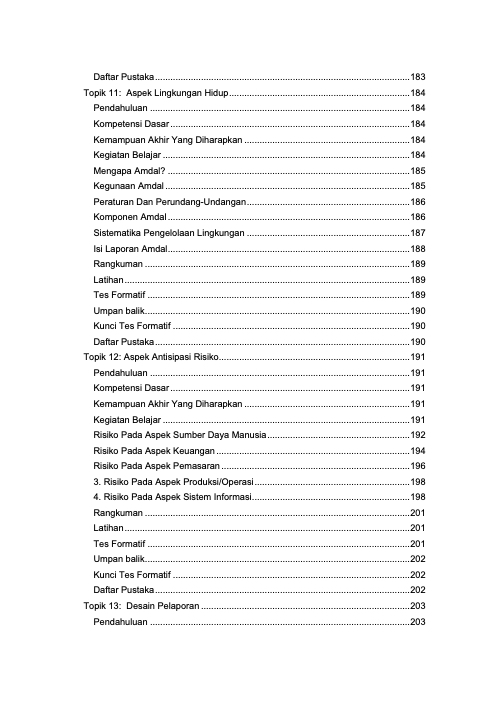 Daftar Pustaka......................................................................................................183
Topik 11:  Aspek Lingkungan Hidup........................................................................184
Pendahuluan ........................................................................................................184
Kompetensi Dasar................................................................................................184
Kemampuan Akhir Yang Diharapkan ..................................................................184
Kegiatan Belajar ...................................................................................................184
Mengapa Amdal? .................................................................................................185
Kegunaan Amdal..................................................................................................185
Peraturan Dan Perundang-Undangan.................................................................186
Komponen Amdal.................................................................................................186
Sistematika Pengelolaan Lingkungan .................................................................187
Isi Laporan Amdal.................................................................................................188
Rangkuman ..........................................................................................................189
Latihan..................................................................................................................189
Tes Formatif .........................................................................................................189
Umpan balik..........................................................................................................190
Kunci Tes Formatif ...............................................................................................190
Daftar Pustaka......................................................................................................190
Topik 12: Aspek Antisipasi Risiko............................................................................191
Pendahuluan ........................................................................................................191
Kompetensi Dasar................................................................................................191
Kemampuan Akhir Yang Diharapkan ..................................................................191
Kegiatan Belajar ...................................................................................................191
Risiko Pada Aspek Sumber Daya Manusia.........................................................192
Risiko Pada Aspek Keuangan .............................................................................194
Risiko Pada Aspek Pemasaran ...........................................................................196
3. Risiko Pada Aspek Produksi/Operasi..............................................................198
4. Risiko Pada Aspek Sistem Informasi...............................................................198
Rangkuman ..........................................................................................................201
Latihan..................................................................................................................201
Tes Formatif .........................................................................................................201
Umpan balik..........................................................................................................202
Kunci Tes Formatif ...............................................................................................202
Daftar Pustaka......................................................................................................202
Topik 13:  Desain Pelaporan ...................................................................................203
Pendahuluan ........................................................................................................203